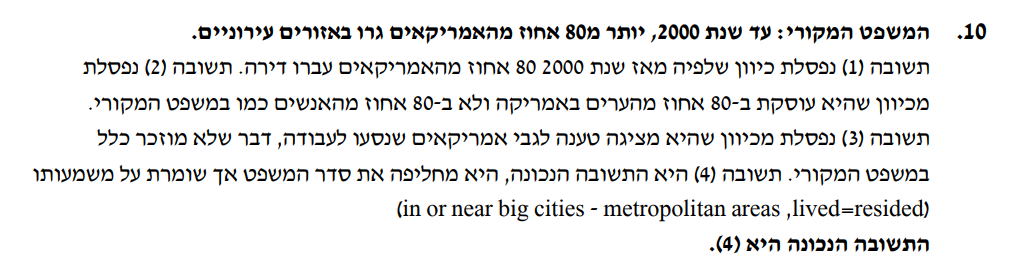 10. המשפט המקורי: עד שנת 2000, יותר מ80 אחוז מהאמריקאים גרו באזורים עירוניים.
תשובה (1) נפסלת כיוון שלפיה מאז שנת 2000 80 אחוז מהאמריקאים עברו דירה. תשובה (2) נפסלת
מכיוון שהיא עוסקת ב-80 אחוז מהערים באמריקה ולא ב-80 אחוז מהאנשים כמו במשפט המקורי.
תשובה (3) נפסלת מכיוון שהיא מציגה טענה לגבי אמריקאים שנסעו לעבודה, דבר שלא מוזכר כלל
במשפט המקורי. תשובה (4) היא התשובה הנכונה, היא מחליפה את סדר המשפט אך שומרת על משמעותו
(in or near big cities - metropolitan areas ,lived=resided)
התשובה הנכונה היא (4).